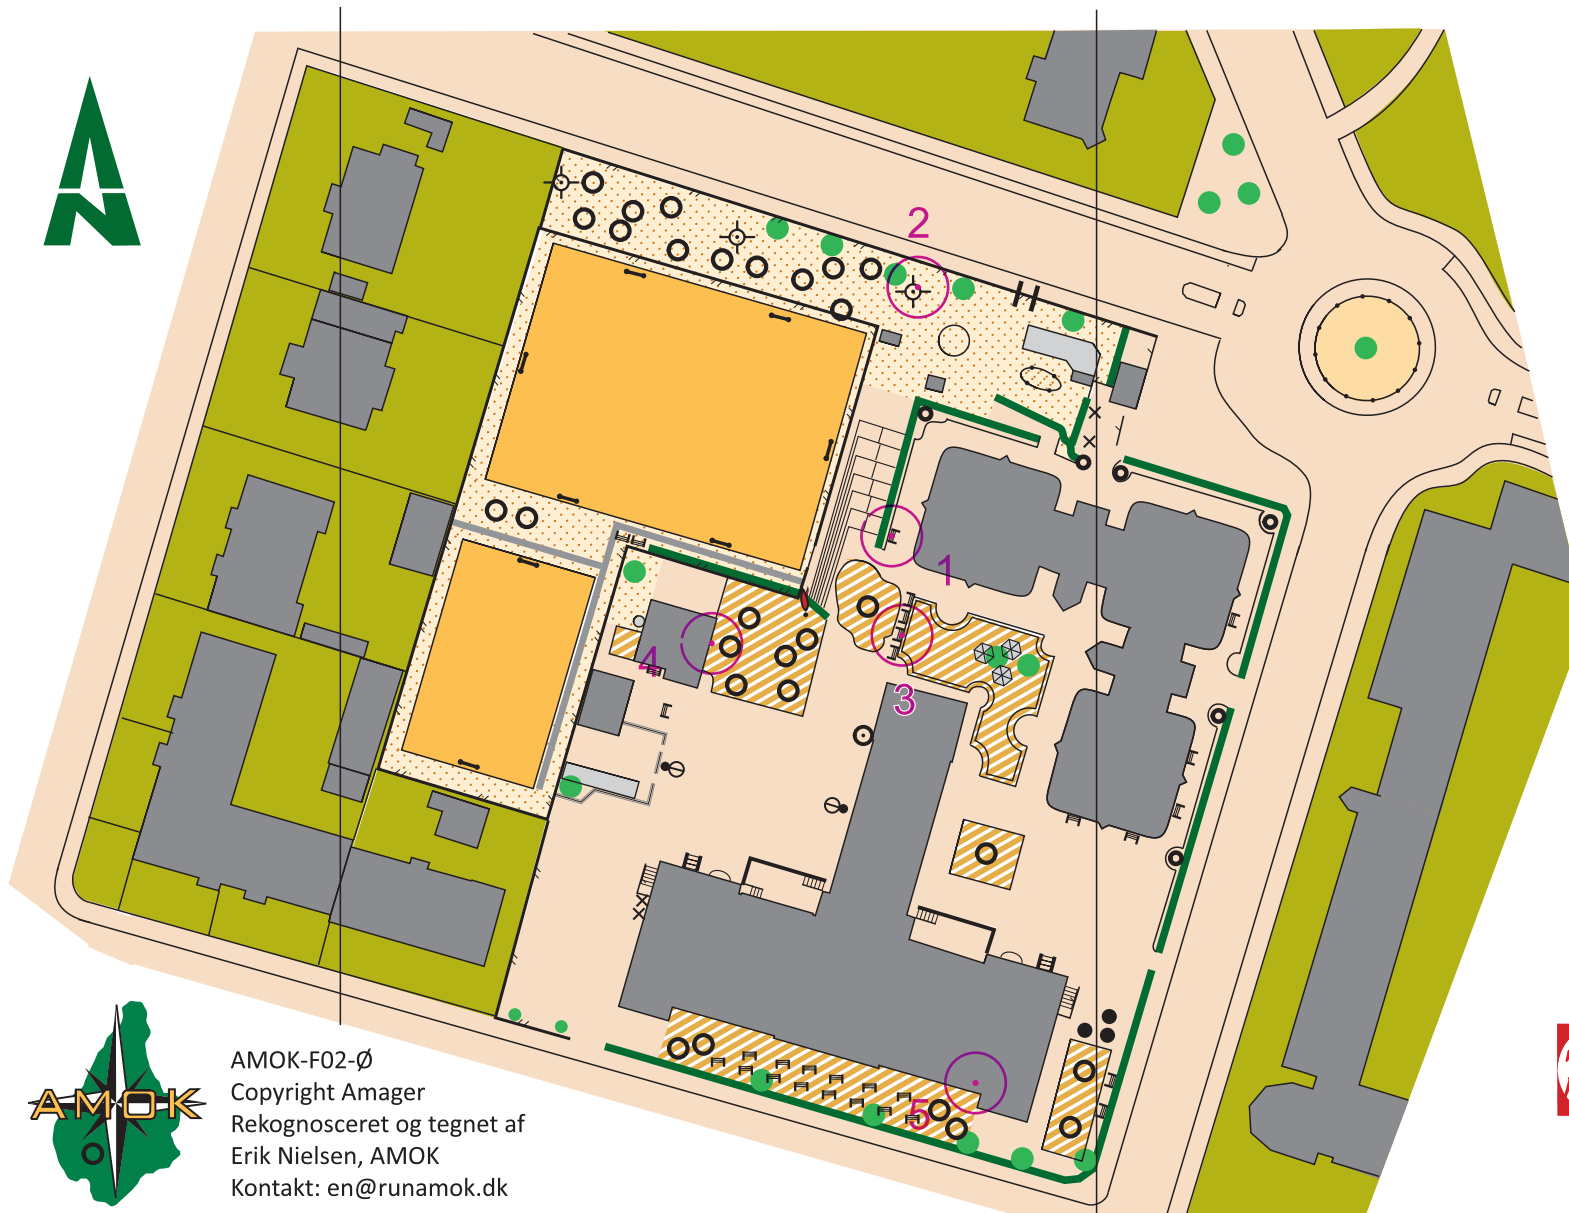 2
1
3
4
5
AMOK
AMOK-F02-Ø
Copyright Amager
Rekognosceret og tegnet af
Erik Nielsen, AMOK
Kontakt: en@runamok.dk